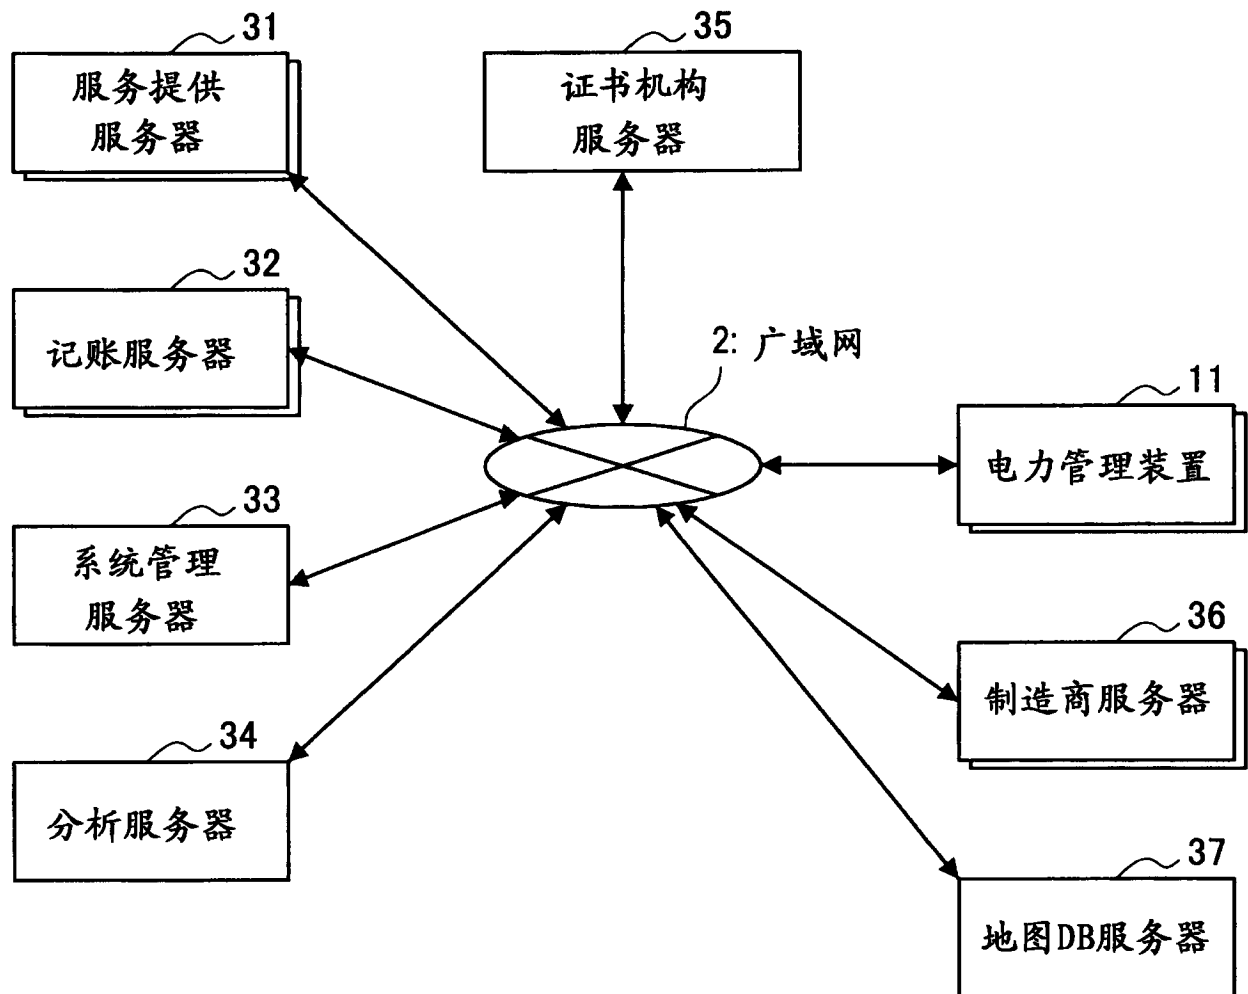 31
服务提供
服务器
35
证书机构
服务器
32
记账服务器
2: 广域网
11
电力管理装置
33
系统管理
服务器
36
制造商服务器
34
分析服务器
37
地图DB服务器